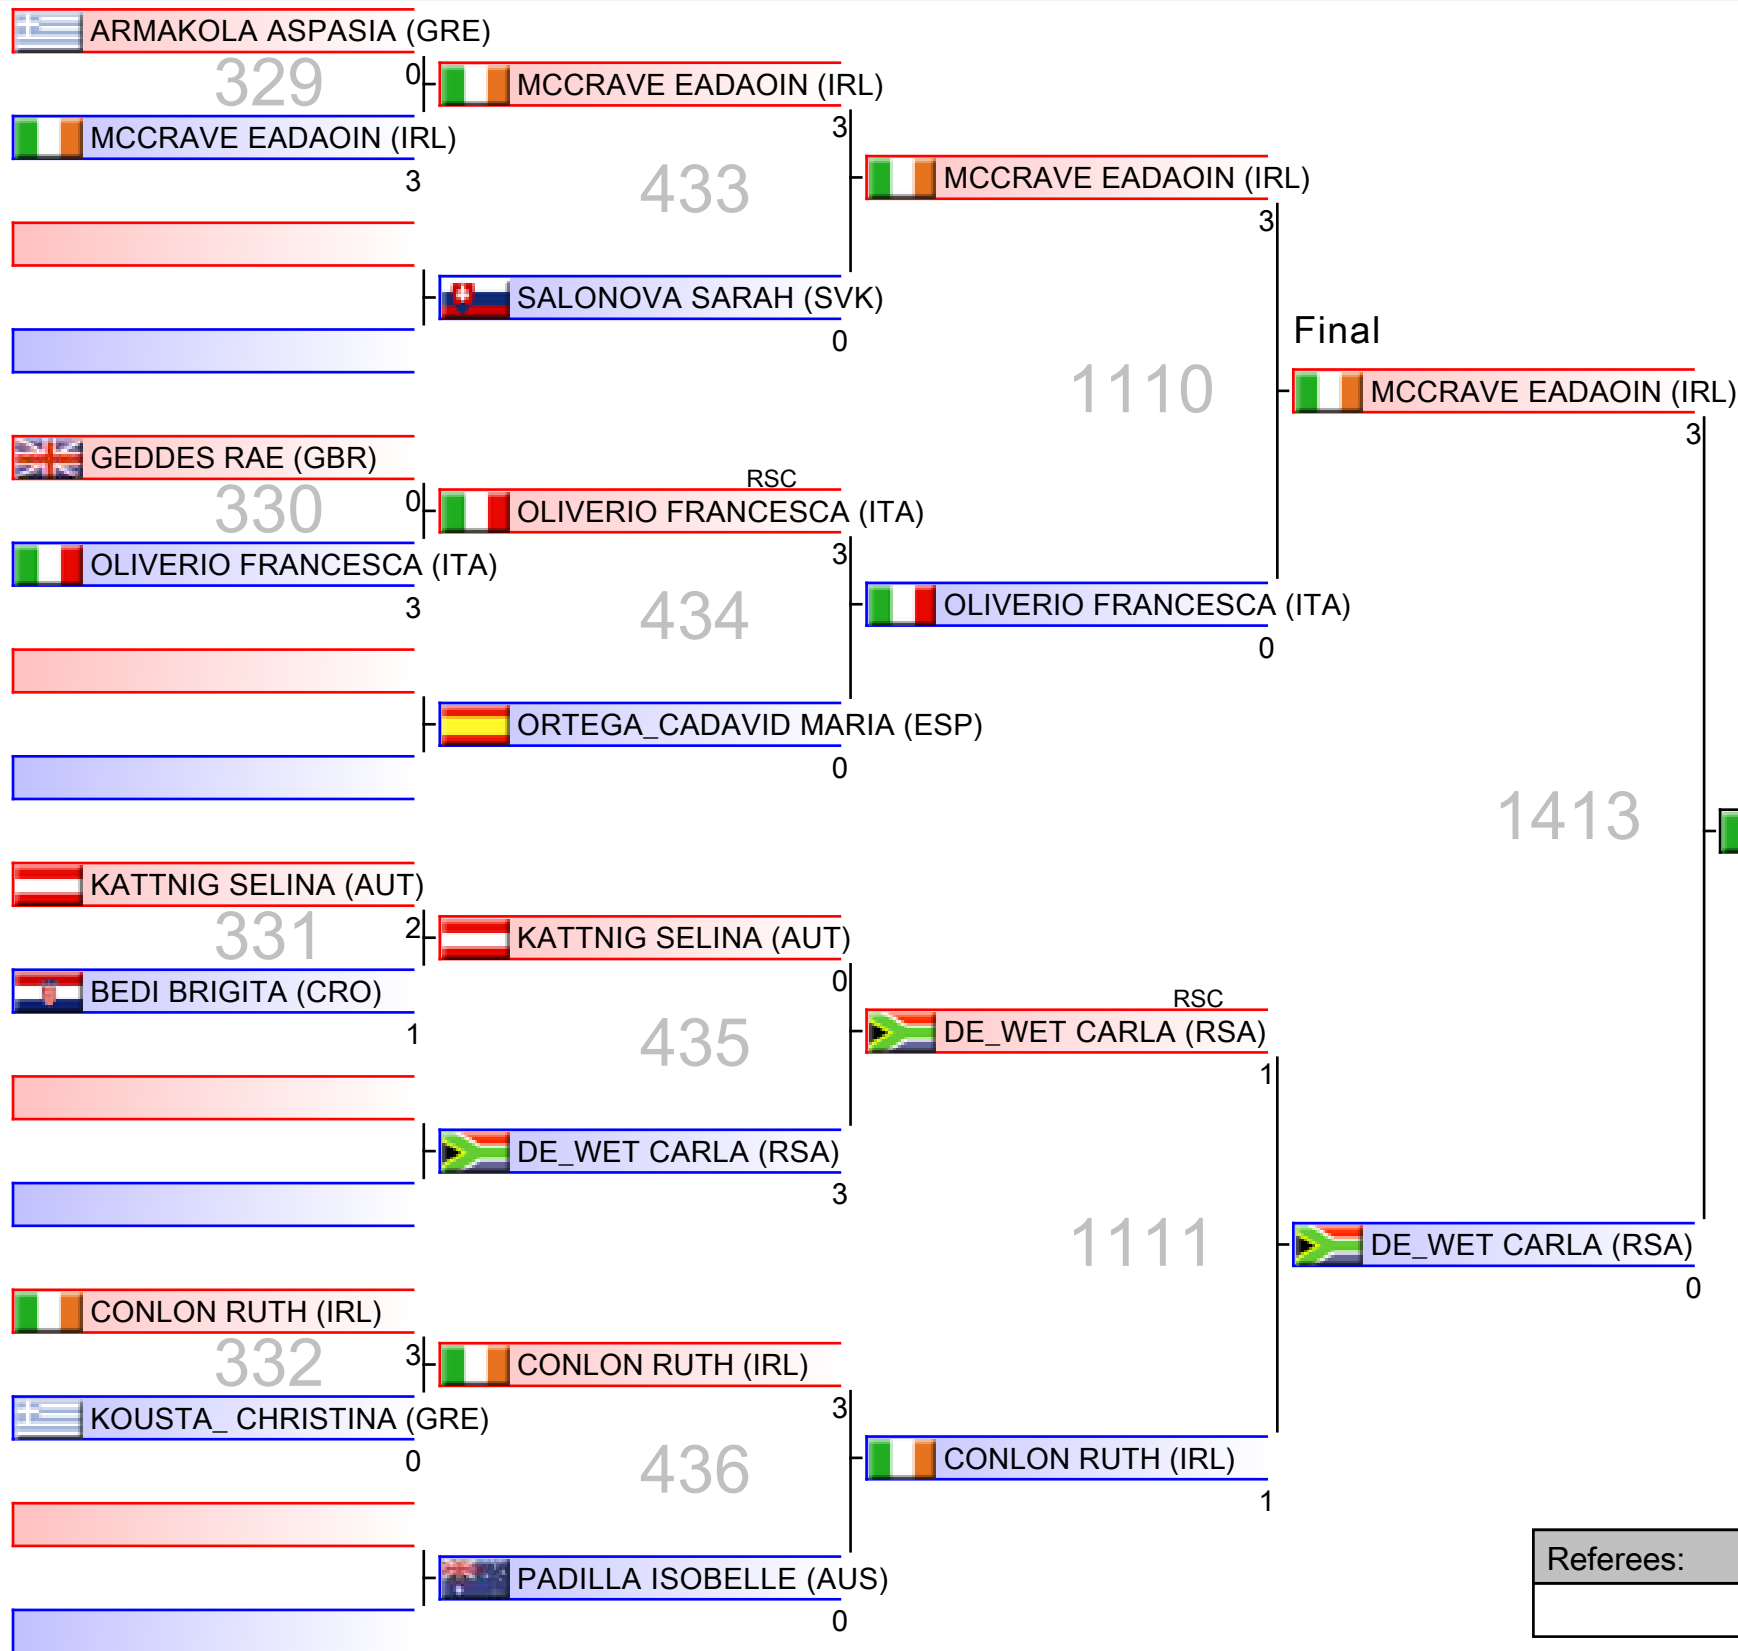 ARMAKOLA ASPASIA (GRE)
329
0
MCCRAVE EADAOIN (IRL)
3
GEDDES RAE (GBR)
330
0
OLIVERIO FRANCESCA (ITA)
3
KATTNIG SELINA (AUT)
331
2
BEDI BRIGITA (CRO)
1
CONLON RUTH (IRL)
332
3
KOUSTA_ CHRISTINA (GRE)
0
MCCRAVE EADAOIN (IRL)
3
433
SALONOVA SARAH (SVK)
0
RSC
OLIVERIO FRANCESCA (ITA)
3
434
ORTEGA_CADAVID MARIA (ESP)
0
KATTNIG SELINA (AUT)
0
435
DE_WET CARLA (RSA)
3
CONLON RUTH (IRL)
3
436
PADILLA ISOBELLE (AUS)
0
MCCRAVE EADAOIN (IRL)
3
1110
OLIVERIO FRANCESCA (ITA)
0
RSC
DE_WET CARLA (RSA)
1
1111
CONLON RUTH (IRL)
1
Final
MCCRAVE EADAOIN (IRL)
3
1413
DE_WET CARLA (RSA)
0
Referees: